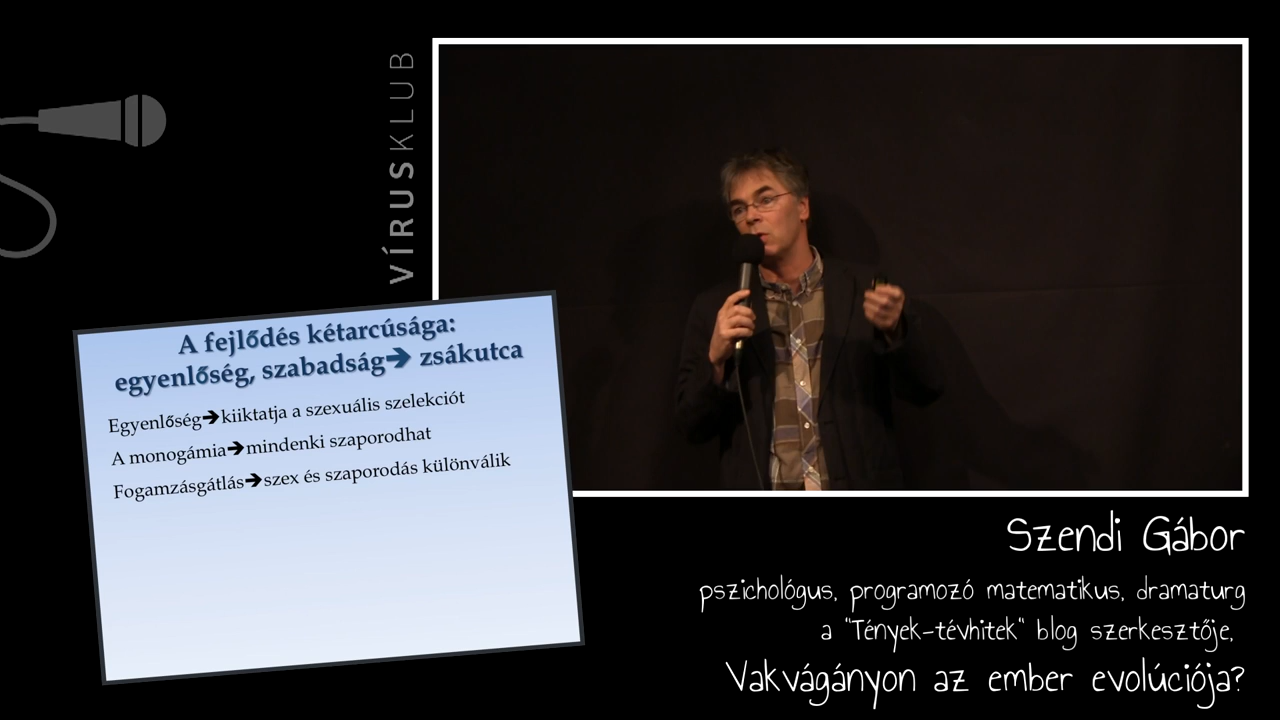 VÍRUSKLUB
A fejlődés kétarcúsága:
egyenlőség, szabadság➔ zsákutca
Egyenlőség➔kiiktatja a szexuális szelekciót
A monogámia➔mindenki szaporodhat
Fogamzásgátlás➔szex és szaporodás különválik
Szendi Gábor
pszichológus, programozó matematikus, dramaturg
a "Tények-tévhitek" blog szerkesztője,
Vakvágányon az ember evolúciója?